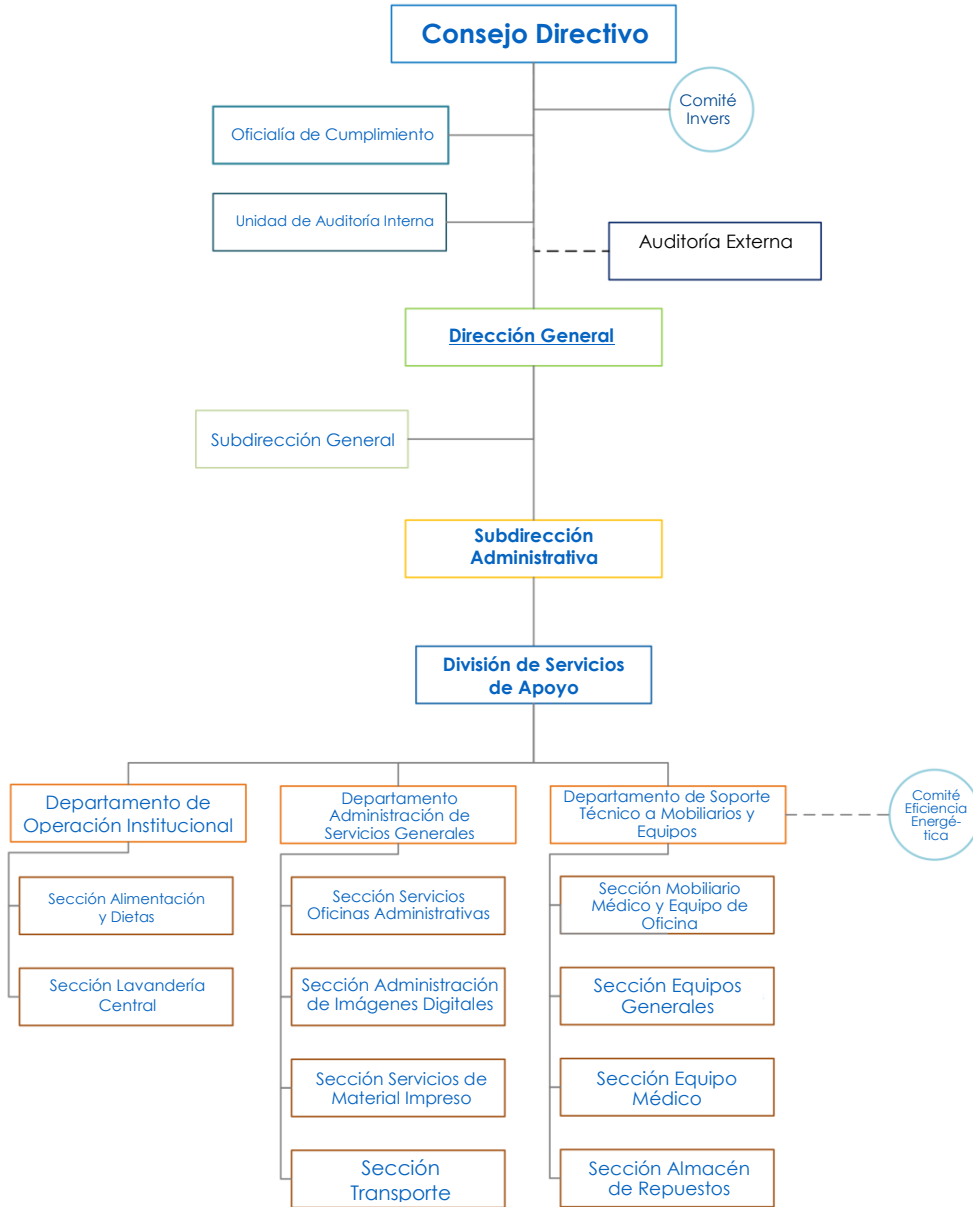 Consejo Directivo
Comité
Invers
Oficialía de Cumplimiento
Unidad de Auditoría Interna
Auditoría Externa
Dirección General
Subdirección General
Subdirección
Administrativa
División de Servicios
de Apoyo
Departamento de
Operación Institucional
Departamento
Administración de
Servicios Generales
Departamento de Soporte
Técnico a Mobiliarios y
Equipos
Comité
Eficiencia
Energé-
tica
Sección Alimentación
y Dietas
Sección Lavandería
Central
Sección Servicios
Oficinas Administrativas
Sección Administración
de Imágenes Digitales
Sección Servicios de
Material Impreso
Sección
Transporte
Sección Mobiliario
Médico y Equipo de
Oficina
Sección Equipos
Generales
Sección Equipo
Médico
Sección Almacén
de Repuestos